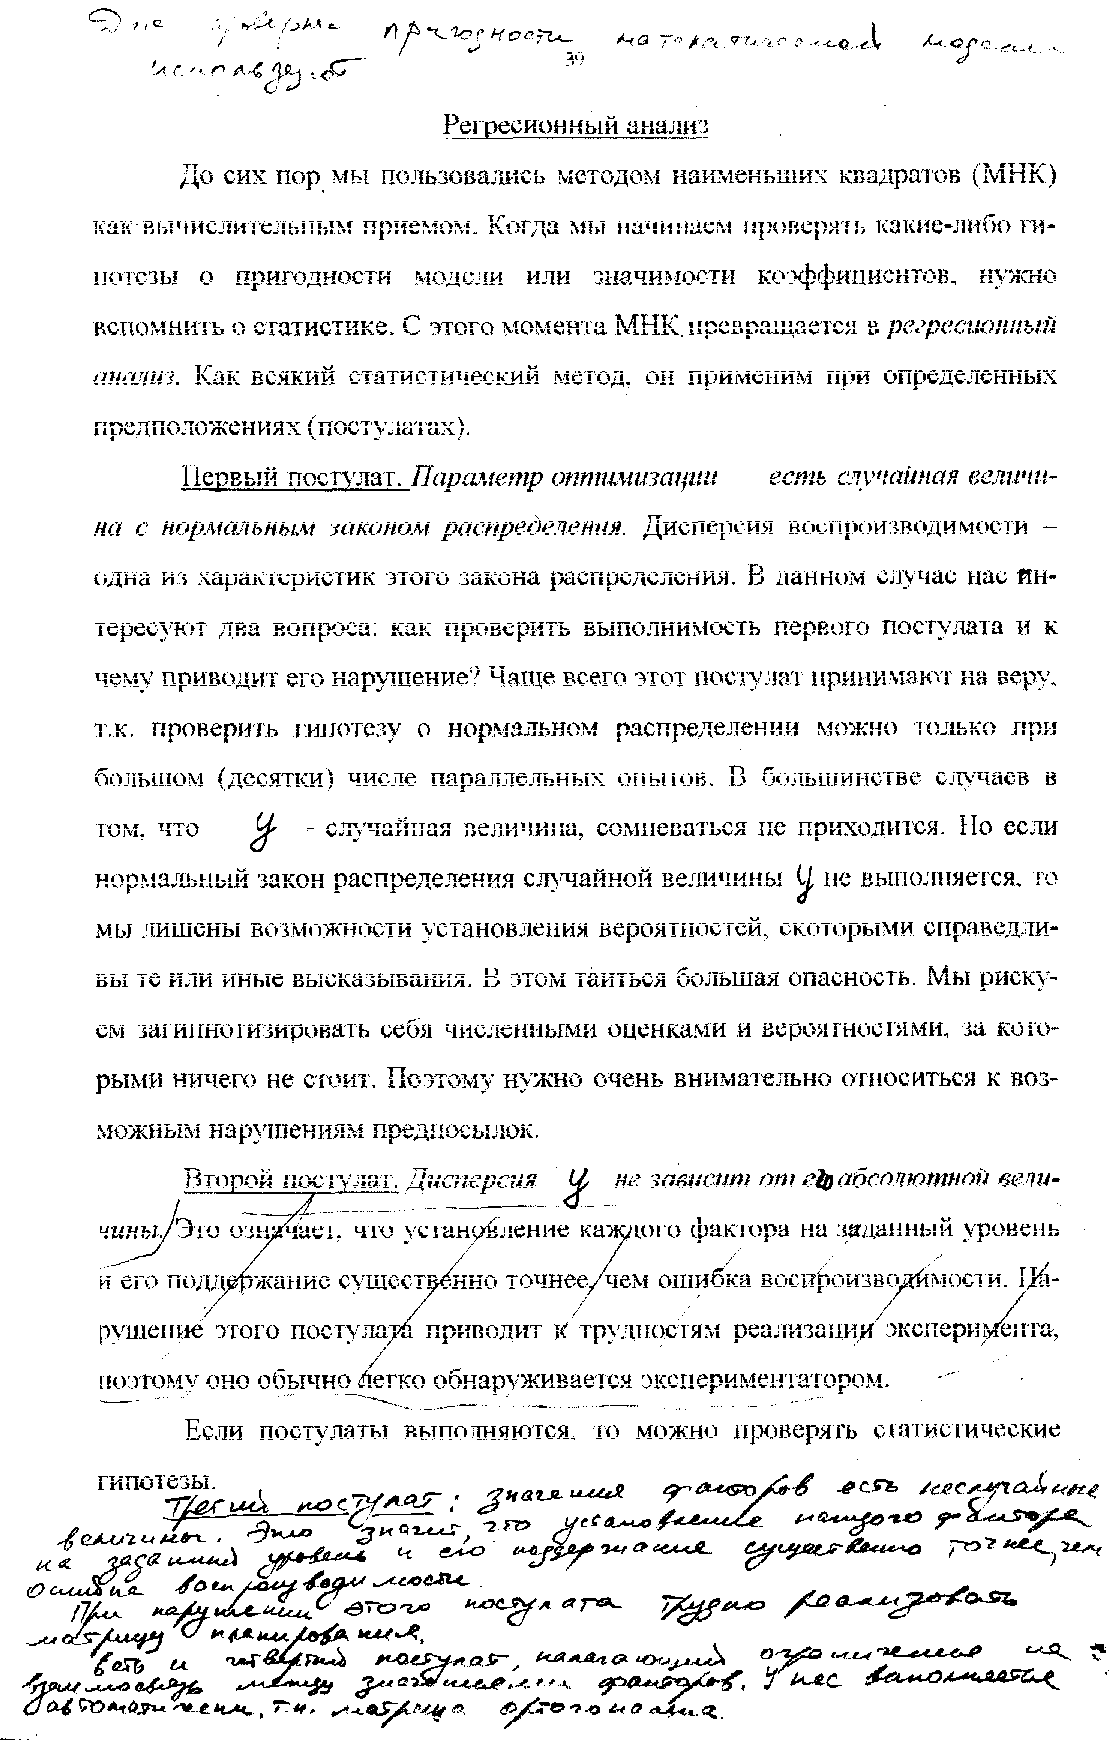 Для проверки пригодности математической модели
39
используют
Регресионный анализ
До сих пор мы пользовались методом наименьших квадратов (МНК)
как вычислительным приемом. Когда мы начинаем проверять какие-либо ги-
потезы о пригодности модели или значимости коэффициентов, нужно
вспомнить о статистике. С этого момента МНК превращается в регресионный
анализ. Как всякий статистический метод, он применим при определенных
предположениях (постулатах).
Первый постулат. Параметр оптимизации есть случайная величи-
на с нормальным законом распределения. Дисперсия воспроизводимости –
одна из характеристик этого закона распределения. В данном случае нас ин-
тересуют два вопроса: как проверить выполнимость первого постулата и к
чему приводит его нарушение? Чаще всего этот постулат принимают на веру,
т.к. проверить гипотезу о нормальном распределении можно только при
большом (десятки) числе параллельных опытов. В большинстве случаев в
том, что y - случайная величина, сомневаться не приходится. Но если
нормальный закон распределения случайной величины y не выполняется, то
мы лишены возможности установления вероятностей, скоторыми справедли-
вы те или иные высказывания. В этом таиться большая опасность. Мы риску-
ем загипнотизировать себя численными оценками и вероятностями, за кото-
рыми ничего не стоит. Поэтому нужно очень внимательно относиться к воз-
можным нарушениям предпосылок.
Второй постулат. Дисперсия y не зависит от её абсолютной вели-
чины. Это означает, что установление каждого фактора на заданный уровень
и его поддержание существенно точнее, чем ошибка воспроизводимости. На-
рушение этого постулата приводит к трудностям реализации эксперимента,
поэтому оно обычно легко обнаруживается экспериментатором.
Если постулаты выполняются, то можно проверять статистические
гипотезы.
Третий постулат: значения факторов есть неслучайные
величины. Это значит, что установление каждого фактора
на заданный уровень и его поддержание существенно точнее, чем
ошибка воспроизводимости.
При нарушении этого постулата трудно реализовать
матрицу планирования.
Есть и четвертый постулат, налагающий ограничение на
взаимосвязь между значениями факторов. У нас выполняется
автоматически, т.к. матрица ортогональна.